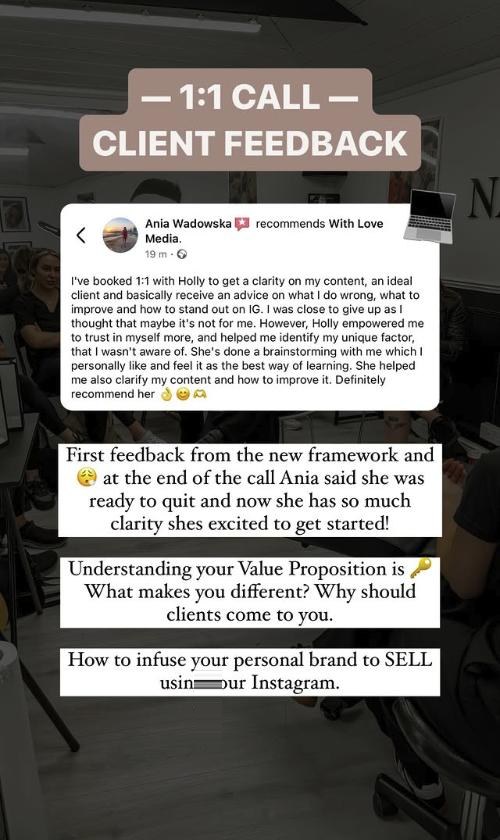 — 1:1 CALL —
CLIENT FEEDBACK
N
Ania Wadowska recommends With Love
Media.
19 m ·
I've booked 1:1 with Holly to get a clarity on my content, an ideal
client and basically receive an advice on what I do wrong, what to
improve and how to stand out on IG. I was close to give up as I
thought that maybe it's not for me. However, Holly empowered me
to trust in myself more, and helped me identify my unique factor,
that I wasn't aware of. She's done a brainstorming with me which I
personally like and feel it as the best way of learning. She helped
me also clarify my content and how to improve it. Definitely
recommend her 👌😊🫶
First feedback from the new framework and
😮‍💨 at the end of the call Ania said she was
ready to quit and now she has so much
clarity shes excited to get started!
Understanding your Value Proposition is 🔑
What makes you different? Why should
clients come to you.
How to infuse your personal brand to SELL
Instagram.